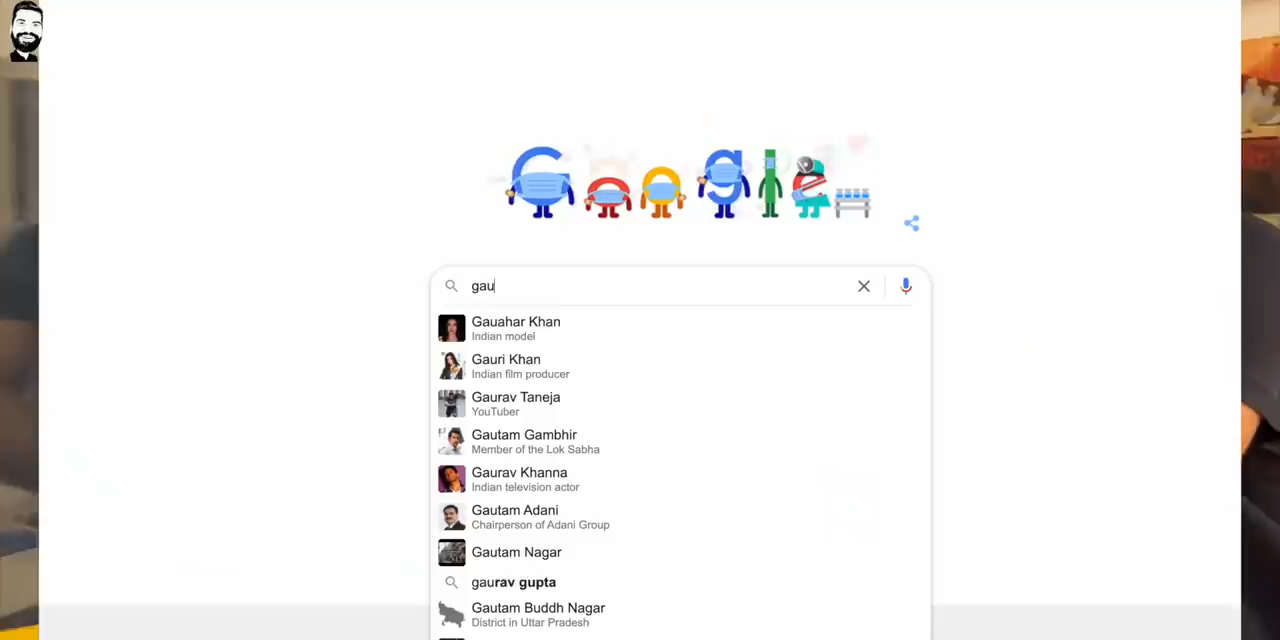 Google
gau
Gauahar Khan
Indian model
Gauri Khan
Indian film producer
Gaurav Taneja
YouTuber
Gautam Gambhir
Member of the Lok Sabha
Gaurav Khanna
Indian television actor
Gautam Adani
Chairperson of Adani Group
Gautam Nagar
gaurav gupta
Gautam Buddh Nagar
District in Uttar Pradesh